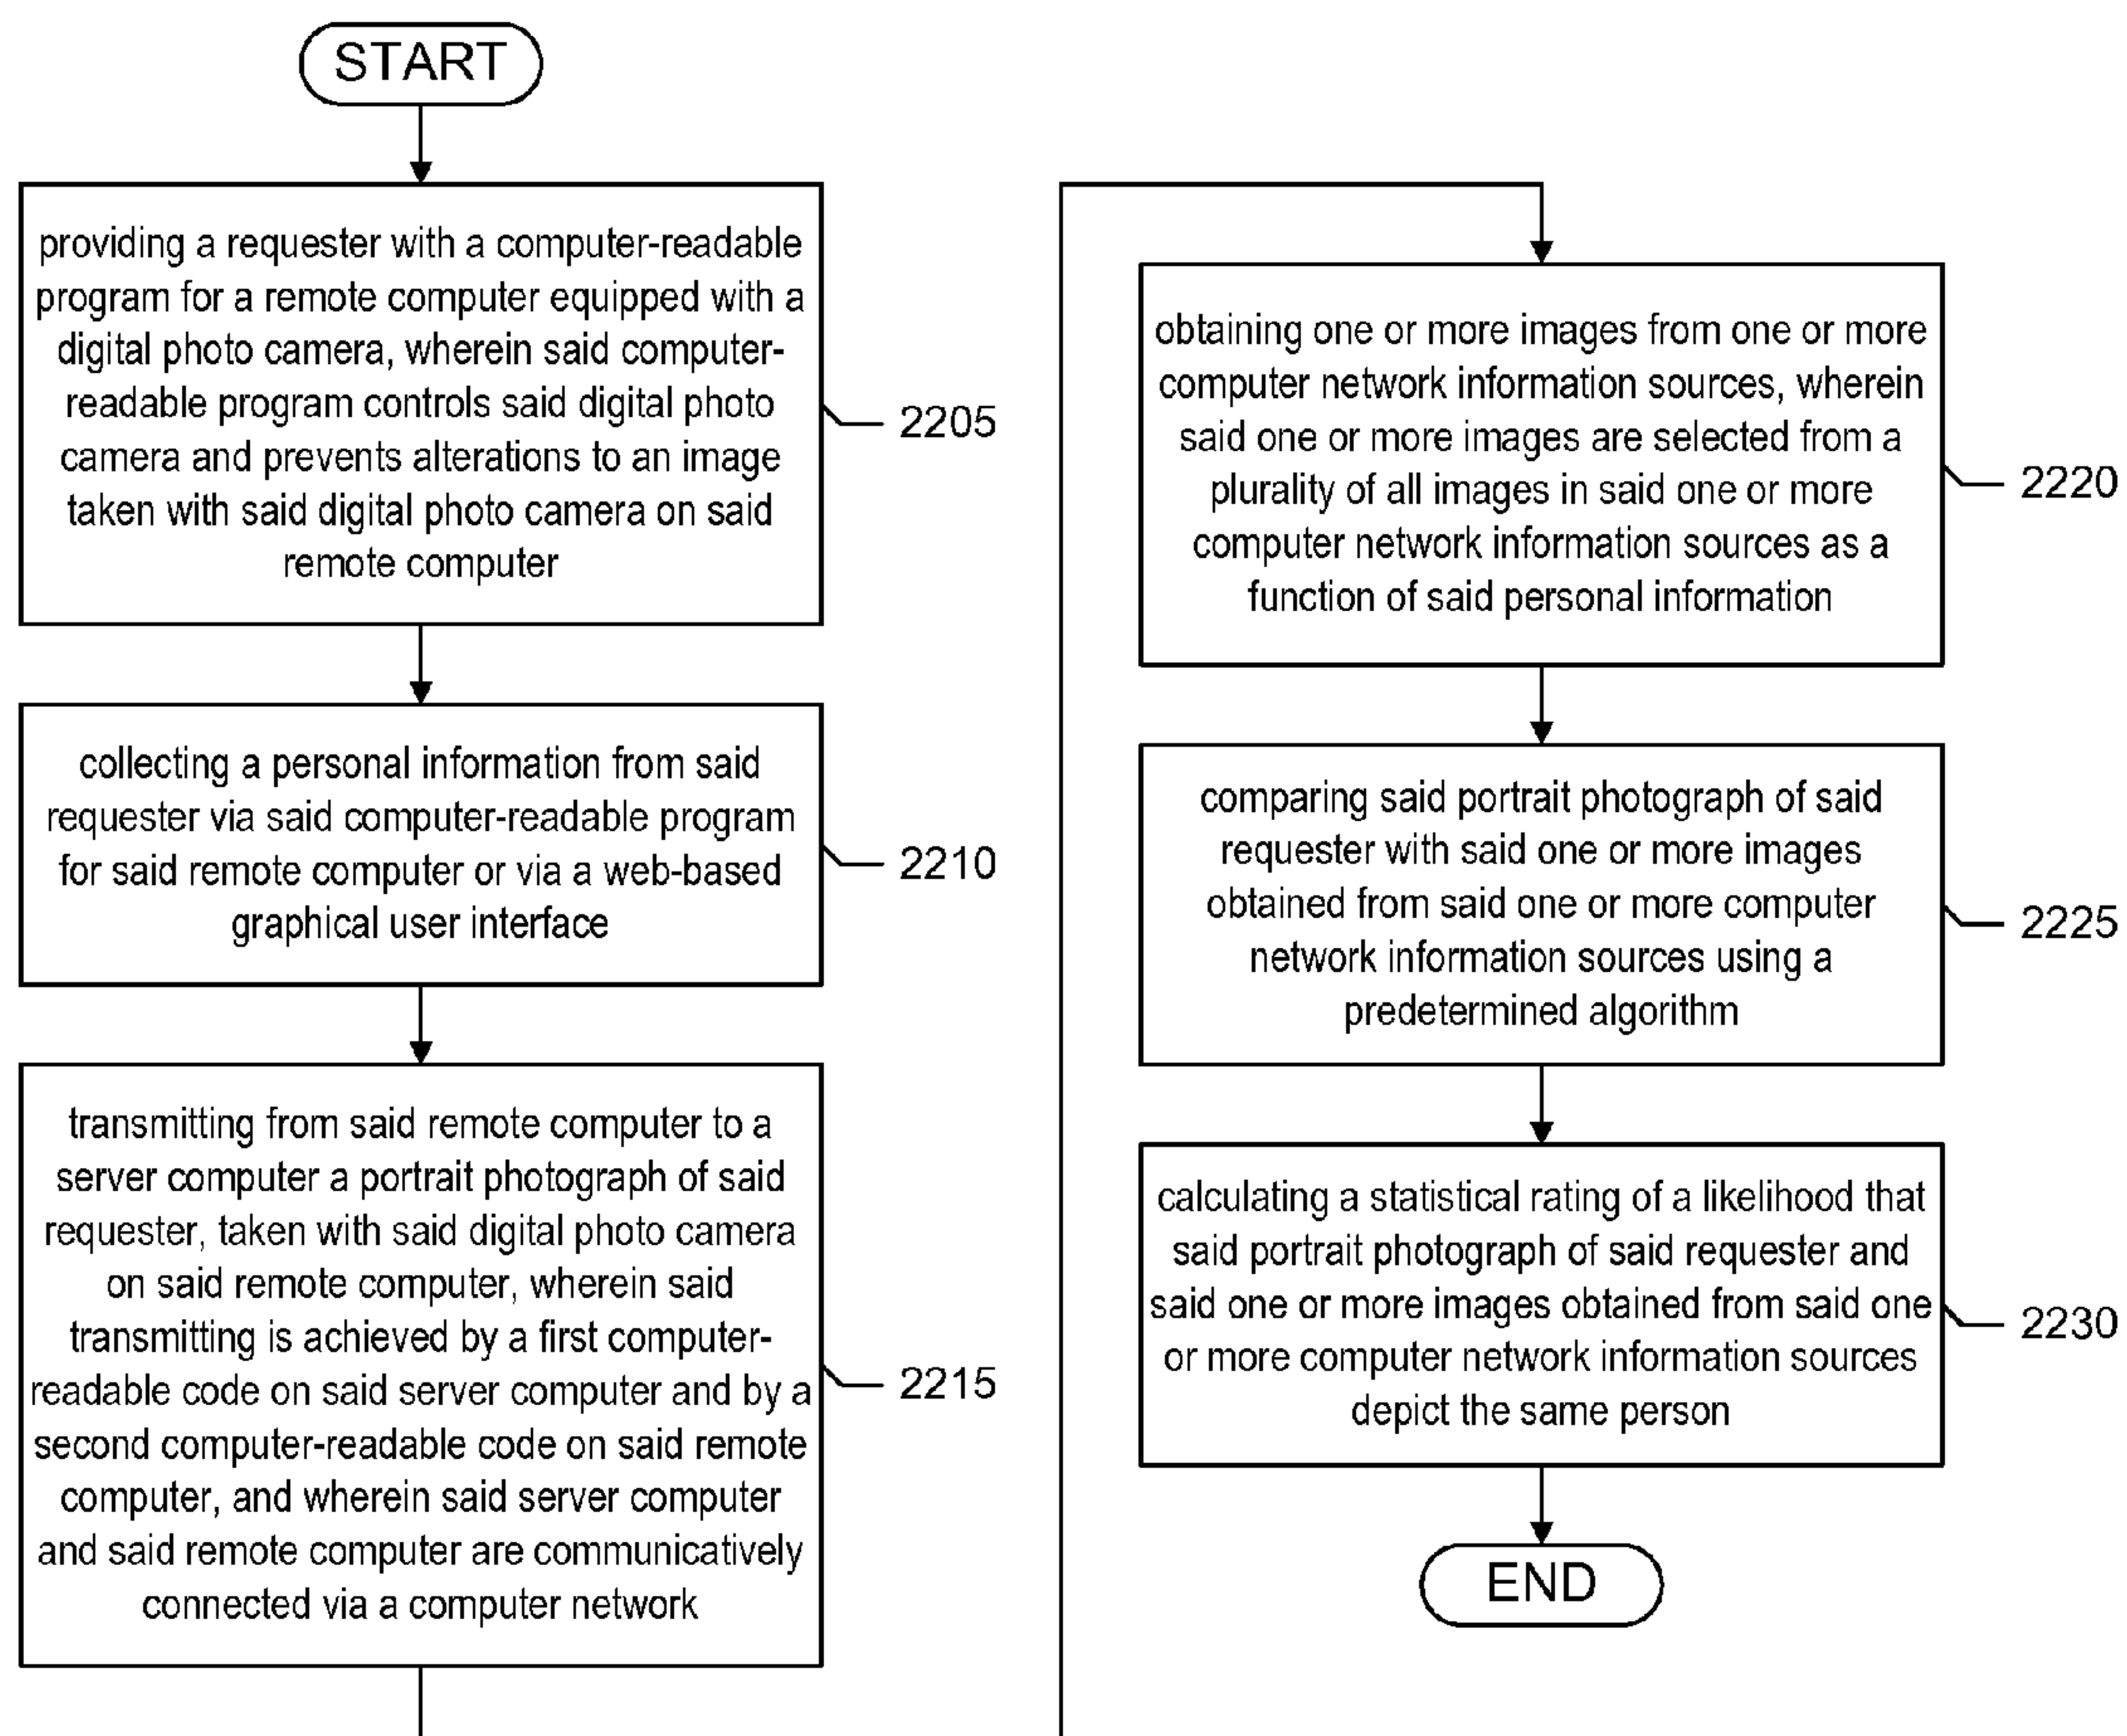 START
providing a requester with a computer-readable
program for a remote computer equipped with a
digital photo camera, wherein said computer-
readable program controls said digital photo
camera and prevents alterations to an image
taken with said digital photo camera on said
remote computer
2205
collecting a personal information from said
requester via said computer-readable program
for said remote computer or via a web-based
graphical user interface
2210
transmitting from said remote computer to a
server computer a portrait photograph of said
requester, taken with said digital photo camera
on said remote computer, wherein said
transmitting is achieved by a first computer-
readable code on said server computer and by a
second computer-readable code on said remote
computer, and wherein said server computer
and said remote computer are communicatively
connected via a computer network
2215
obtaining one or more images from one or more
computer network information sources, wherein
said one or more images are selected from a
plurality of all images in said one or more
computer network information sources as a
function of said personal information
2220
comparing said portrait photograph of said
requester with said one or more images
obtained from said one or more computer
network information sources using a
predetermined algorithm
2225
calculating a statistical rating of a likelihood that
said portrait photograph of said requester and
said one or more images obtained from said one
or more computer network information sources
depict the same person
2230
END